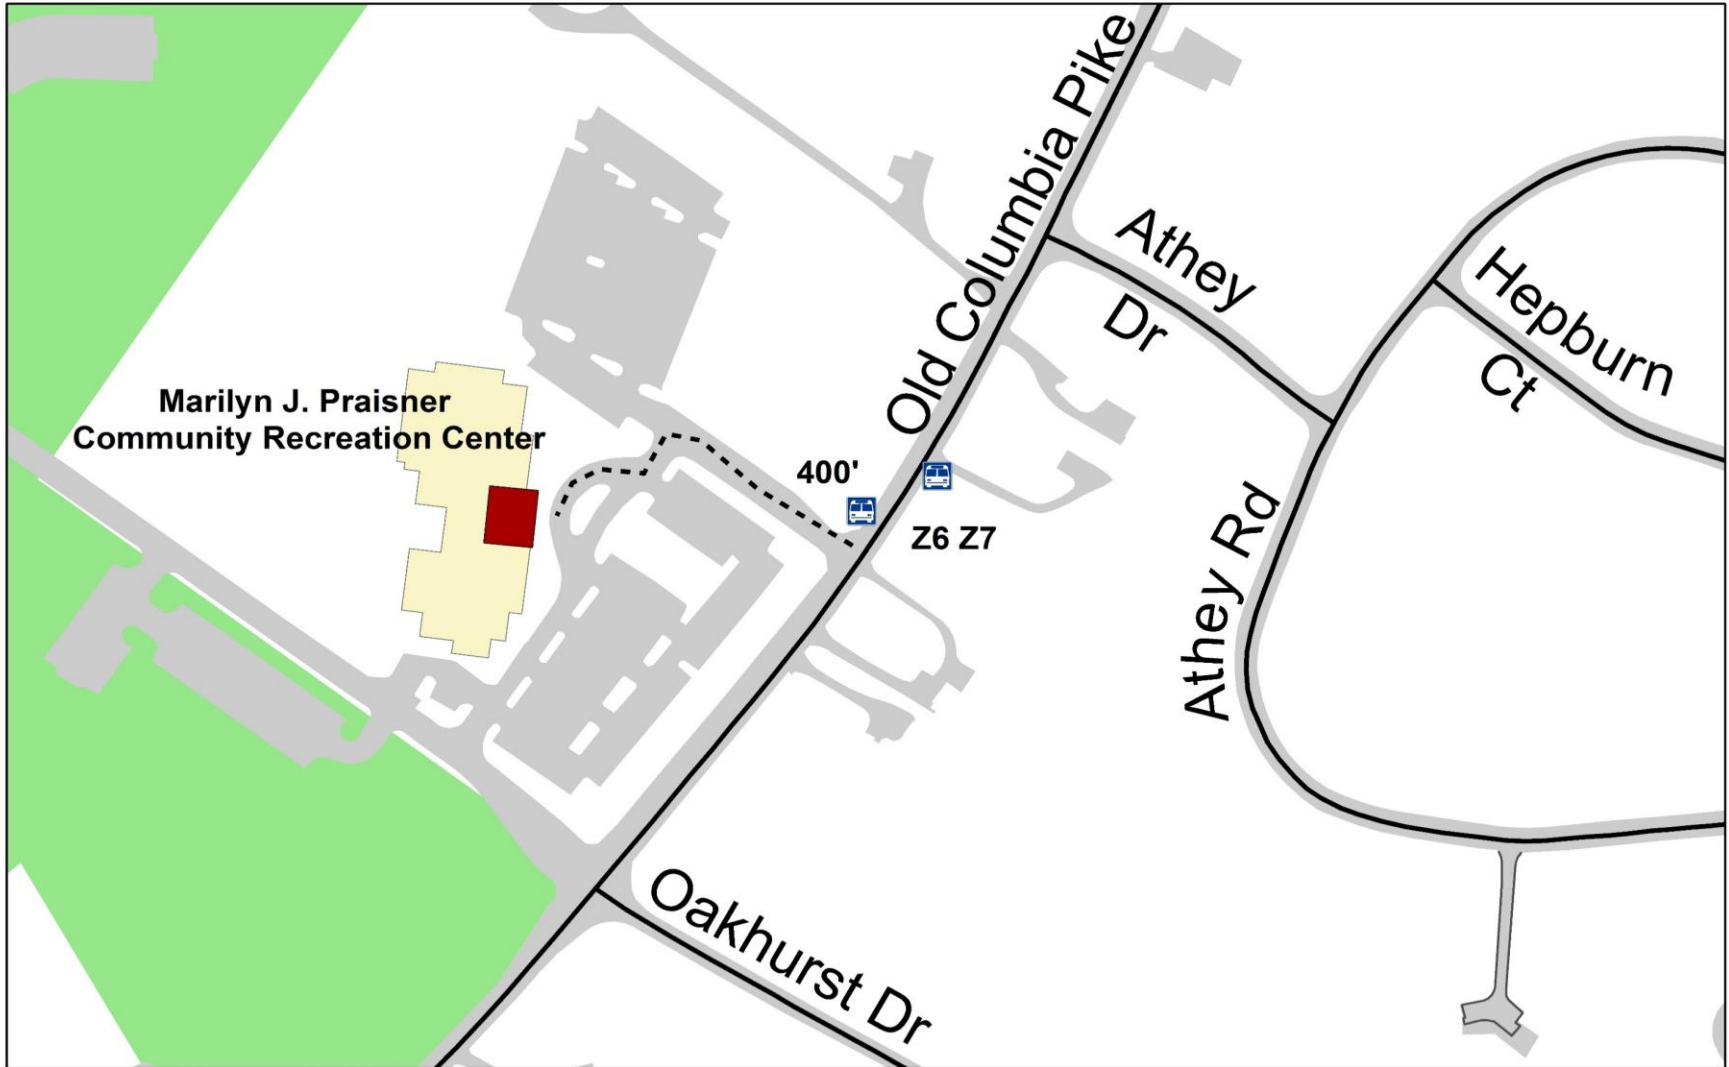 Old Columbia Pike
Athey
Dr
Hepburn
Ct
Marilyn J. Praisner
Community Recreation Center
400'
Z6 Z7
Athey Rd
Oakhurst Dr